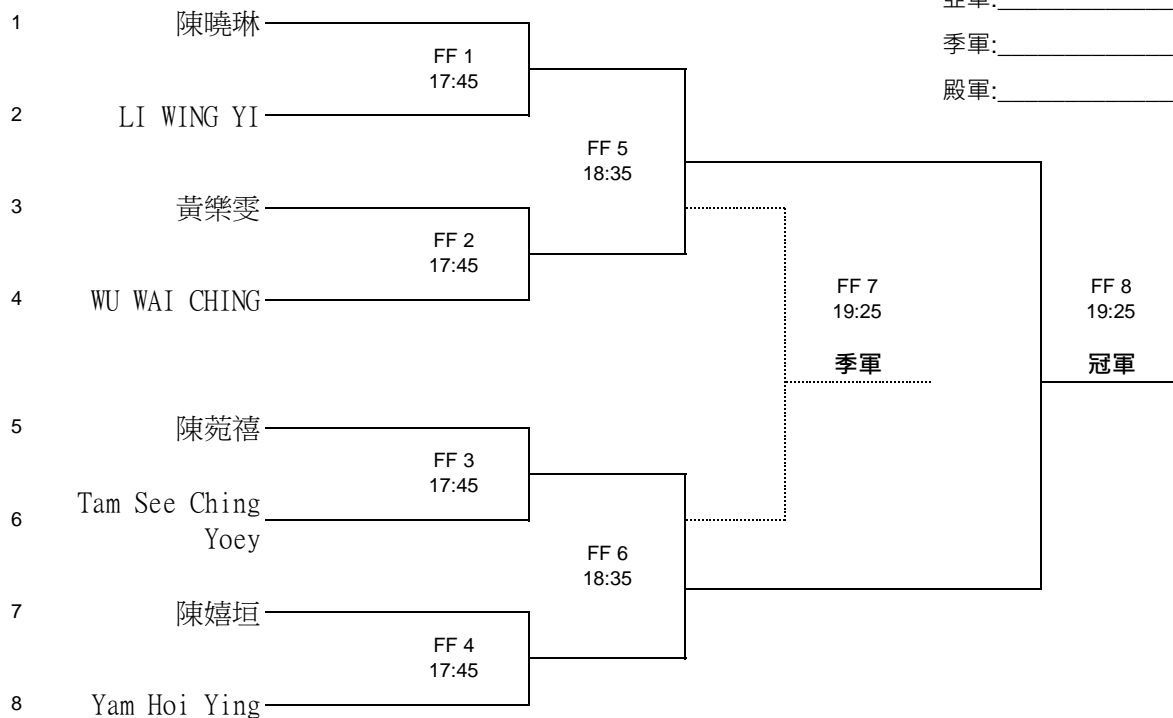 亞軍:
1 陳曉琳
季軍:
FF 1
17:45
殿軍:
2 LI WING YI
FF 5
18:35
3 黃樂雯
FF 2
17:45
4 WU WAI CHING
FF 7
19:25
季軍
FF 8
19:25
冠軍
5 陳菀禧
FF 3
17:45
6 Tam See Ching
Yoey
FF 6
18:35
7 陳嬉垣
FF 4
17:45
8 Yam Hoi Ying